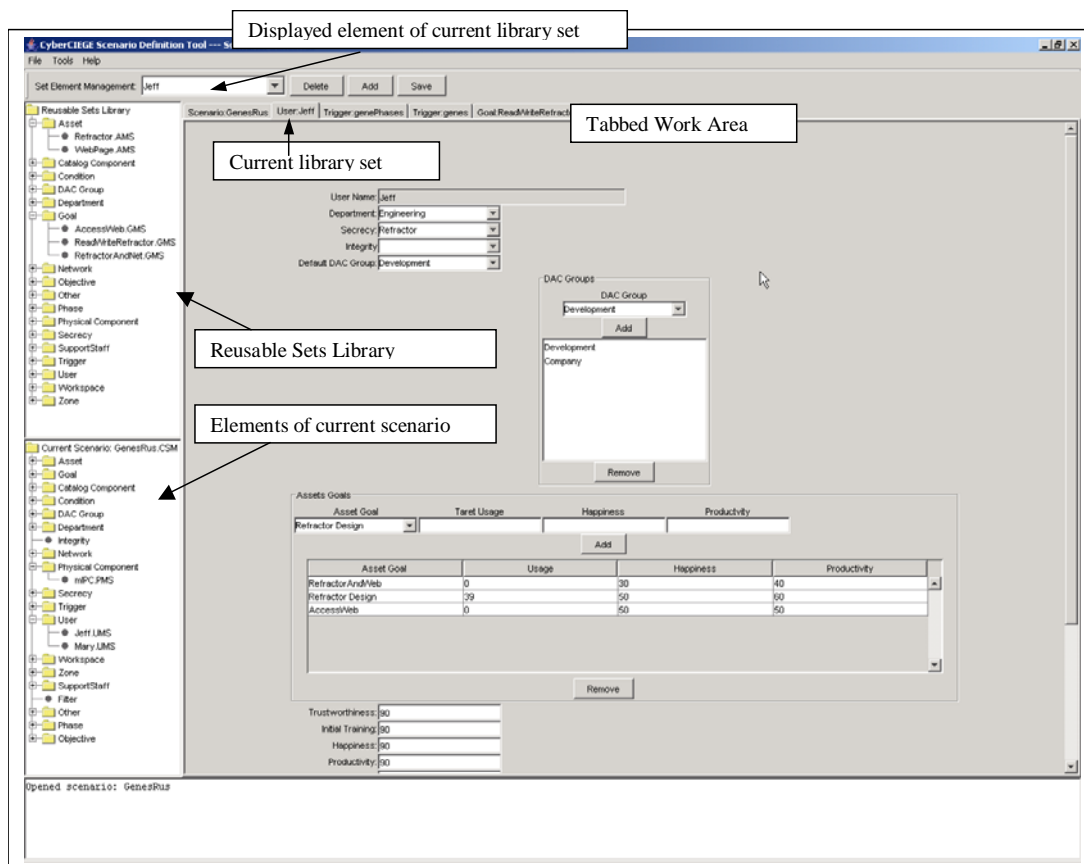 Displayed element of current library set
CyberCIEGE Scenario Definition Tool --- S
File Tools Help
Set Element Management: Jeff Delete Add Save
Reusable Sets Library
Asset
Refractor.AMS
WebPage.AMS
Catalog Component
Condition
DAC Group
Department
Goal
AccessWeb.GMS
ReadWriteRefractor.GMS
RefractorAndNet.GMS
Network
Objective
Other
Phase
Physical Component
Secrecy
SupportStaff
Trigger
User
Workspace
Zone
Scenario:GenesRus User:Jeff Trigger:genePhases Trigger:genes Goal:ReadWriteRefractor
Tabbed Work Area
Current library set
User Name: Jeff
Department: Engineering
Secrecy: Refractor
Integrity
Default DAC Group: Development
DAC Groups
DAC Group
Development
Add
Development
Company
Remove
Reusable Sets Library
Elements of current scenario
Current Scenario: GenesRus.CSM
Asset
Goal
Catalog Component
Condition
DAC Group
Department
Integrity
Network
Physical Component
mPC.PMS
Secrecy
Trigger
User
Jeff.UMS
Mary.UMS
Workspace
Zone
SupportStaff
Filter
Other
Phase
Objective
Assets Goals
Asset Goal Taret Usage Happiness Productvity
Refractor Design
Add
Asset Goal Usage Happiness Productivity
RefractorAndWeb 0 30 40
Refractor Design 39 50 60
AccessWeb 0 50 50
Remove
Trustworthiness: 90
Initial Training: 90
Happiness: 90
Productivity: 90
Opened scenario: GenesRus